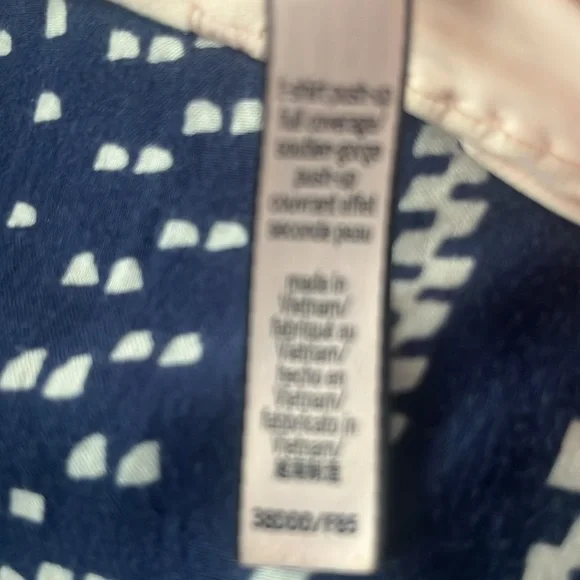 t-shirt push-up
full coverage/
soutien-gorge
push-up
couvrant effet
seconde peau
made in
Vietnam/
fabriqué au
Vietnam/
hecho en
Vietnam/
fabbricato in
Vietnam/
38DDD/F85